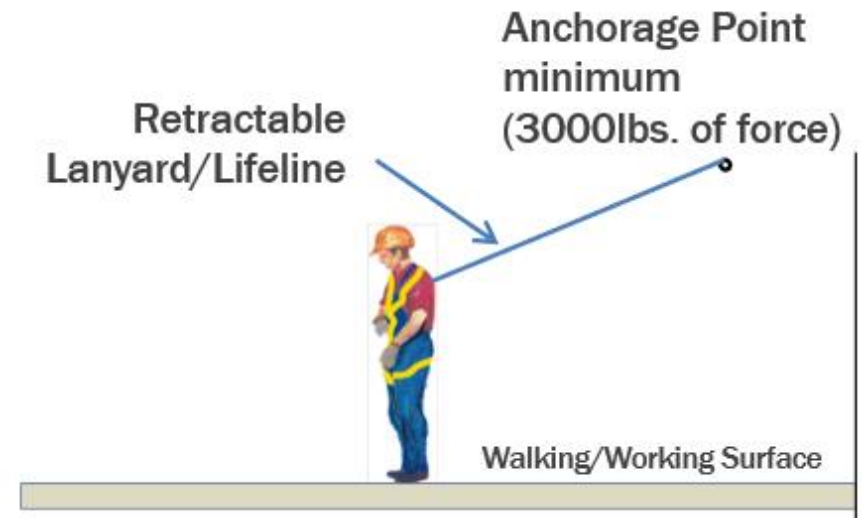 Anchorage Point
minimum
(3000lbs. of force)
Retractable
Lanyard/Lifeline
Walking/Working Surface